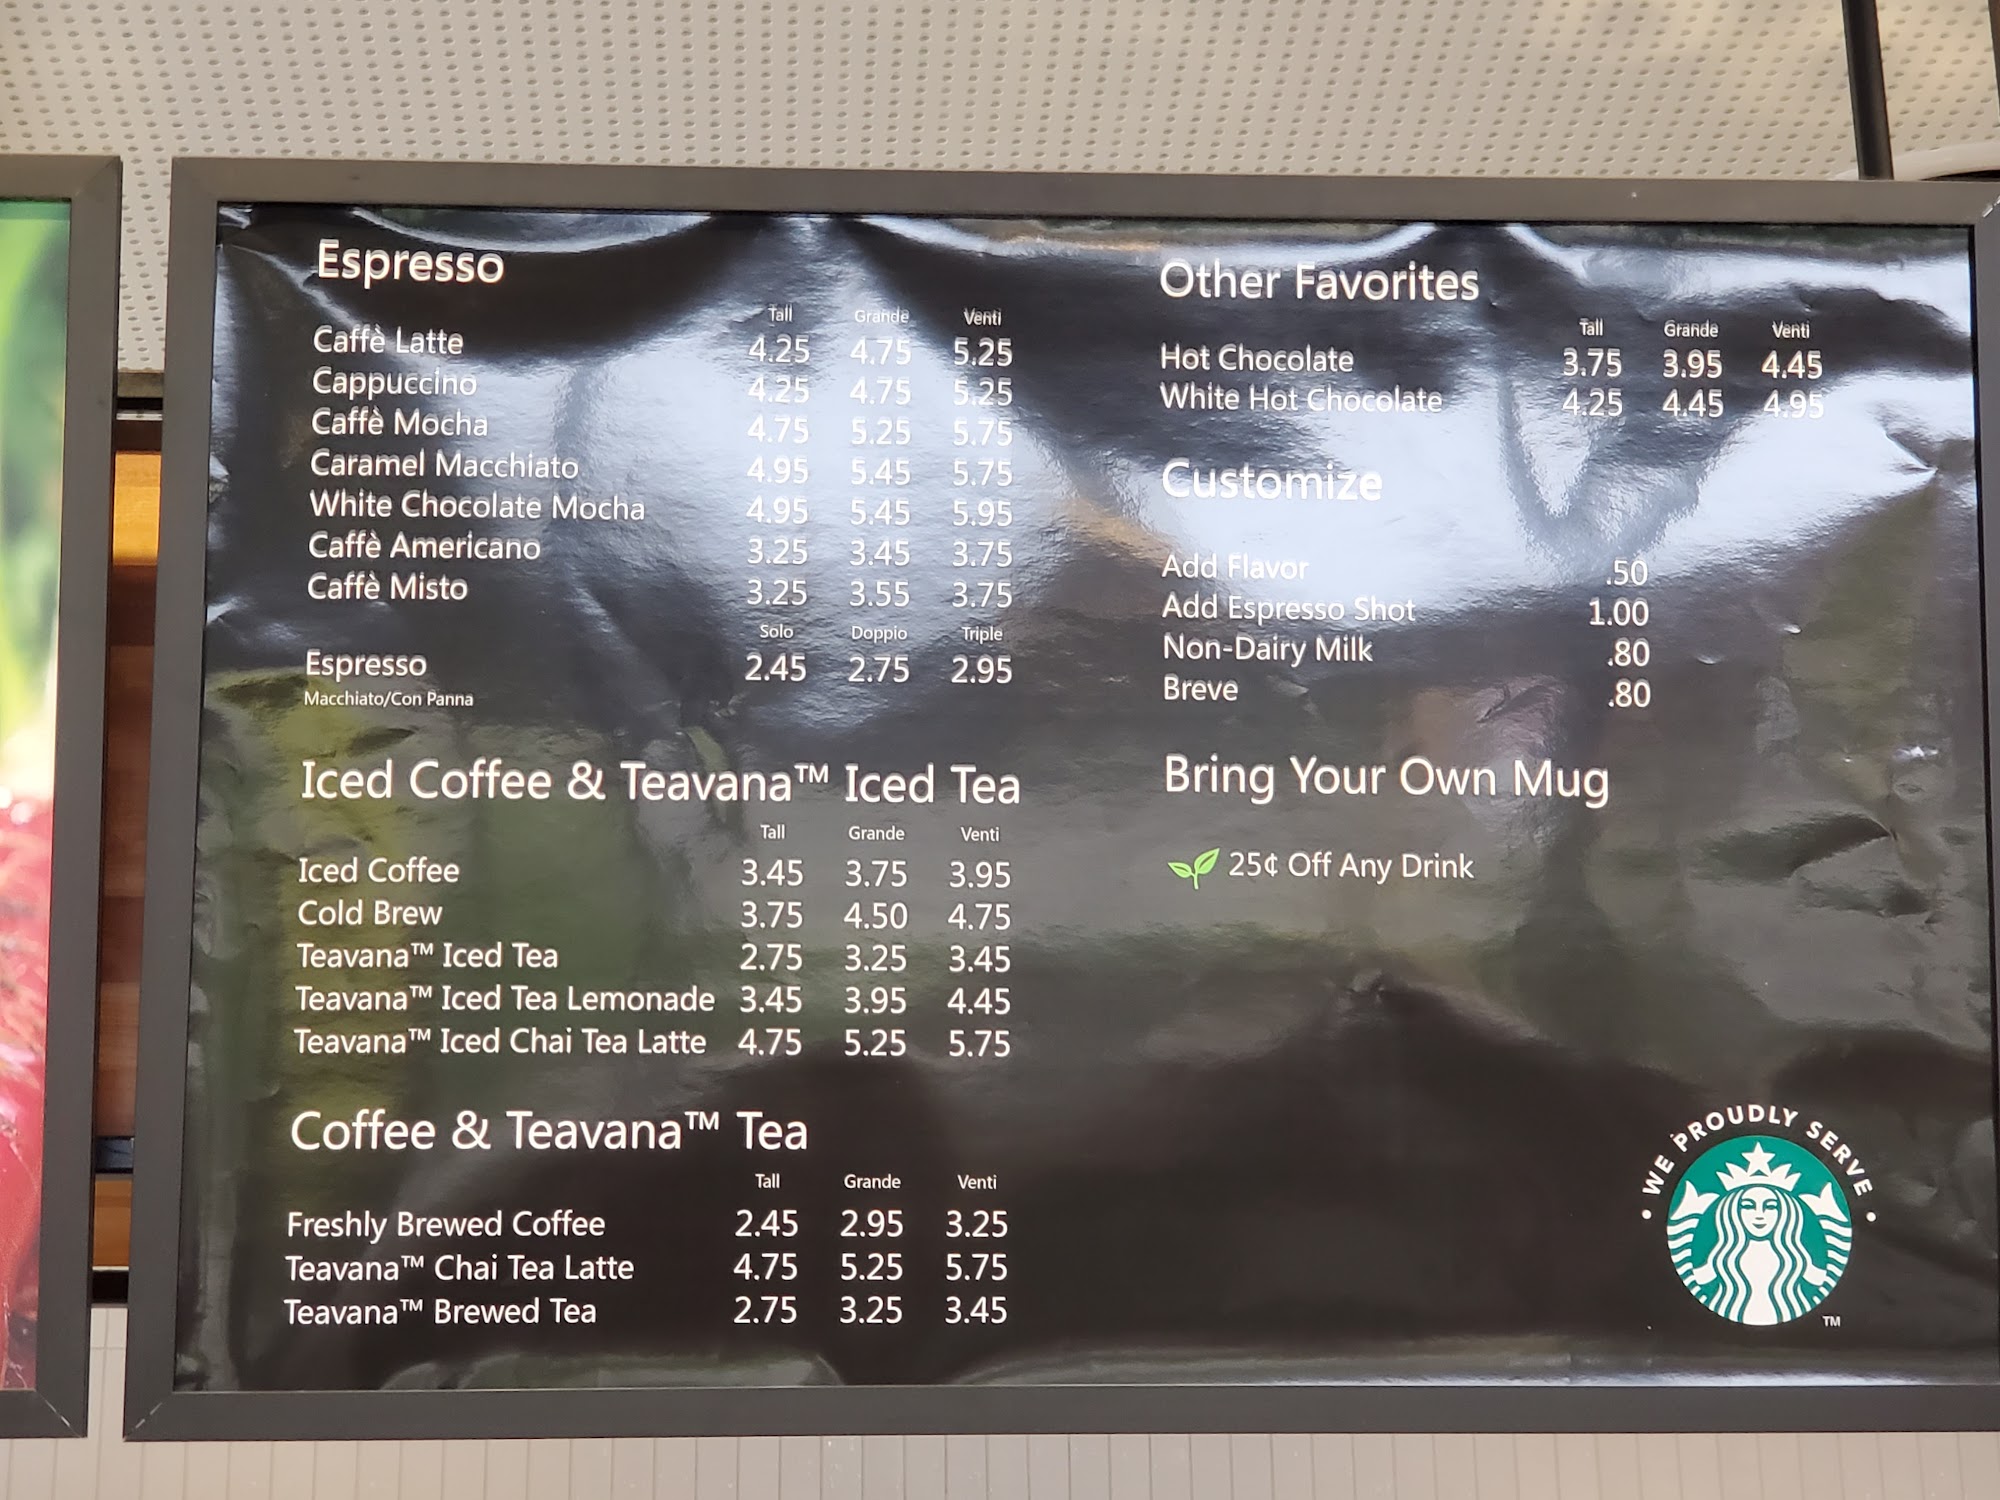 Espresso
Tall Grande Venti
Caffè Latte 4.25 4.75 5.25
Cappuccino 4.25 4.75 5.25
Caffè Mocha 4.75 5.25 5.75
Caramel Macchiato 4.95 5.45 5.75
White Chocolate Mocha 4.95 5.45 5.95
Caffè Americano 3.25 3.45 3.75
Caffè Misto 3.25 3.55 3.75
Solo Doppio Triple
Espresso 2.45 2.75 2.95
Macchiato/Con Panna
Iced Coffee & Teavana™ Iced Tea
Tall Grande Venti
Iced Coffee 3.45 3.75 3.95
Cold Brew 3.75 4.50 4.75
Teavana™ Iced Tea 2.75 3.25 3.45
Teavana™ Iced Tea Lemonade 3.45 3.95 4.45
Teavana™ Iced Chai Tea Latte 4.75 5.25 5.75
Coffee & Teavana™ Tea
Tall Grande Venti
Freshly Brewed Coffee 2.45 2.95 3.25
Teavana™ Chai Tea Latte 4.75 5.25 5.75
Teavana™ Brewed Tea 2.75 3.25 3.45
Other Favorites
Tall Grande Venti
Hot Chocolate 3.75 3.95 4.45
White Hot Chocolate 4.25 4.45 4.95
Customize
Add Flavor .50
Add Espresso Shot 1.00
Non-Dairy Milk .80
Breve .80
Bring Your Own Mug
25¢ Off Any Drink
• WE PROUDLY SERVE •
TM